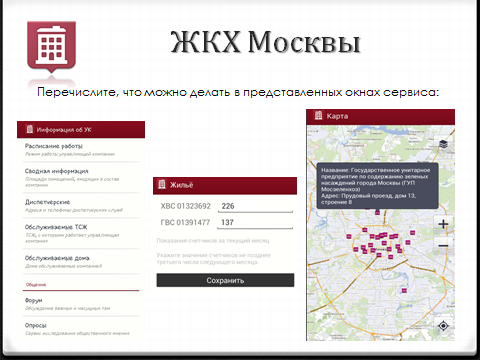 ЖКХ Москвы
Перечислите, что можно делать в представленных окнах сервиса:
Информация об УК
Расписание работы
Режим работы управляющей компании
Сводная информация
Площади помещений, входящих в состав
компании
Диспетчерские
Адреса и телефоны диспетчерских служб
Обслуживаемые ТСЖ
ТСЖ, с которыми работает управляющая
компания
Обслуживаемые дома
Дома обслуживаемые компанией
Общение
Форум
Обсуждение важных и насущных тем
Опросы
Сервис исследования общественного мнения
Жильё
ХВС 01323692 226
ГВС 01391477 137
Показания счетчиков за текущий месяц
Укажите значения счетчиков не позднее
третьего числа следующего месяца.
Сохранить
Карта
Название: Государственное унитарное
предприятие по содержанию зеленых
насаждений города Москвы (ГУП
Мосзеленхоз)
Адрес: Прудовый проезд, дом 13,
строение 8